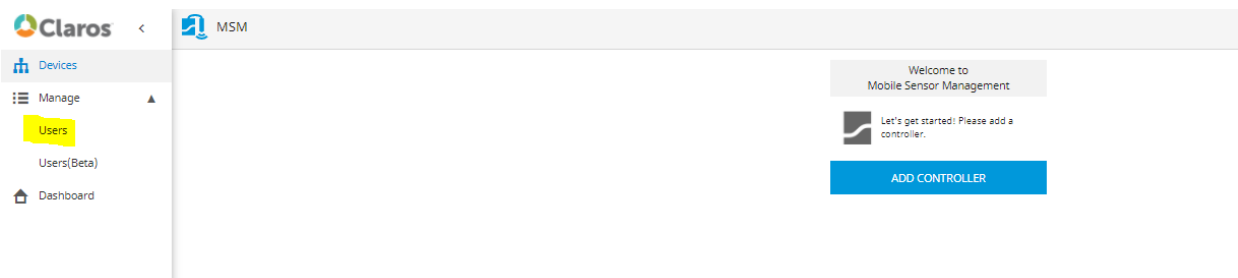 Claros
<
MSM
Devices
Manage
Users
Users(Beta)
Dashboard
Welcome to
Mobile Sensor Management
Let's get started! Please add a
controller.
ADD CONTROLLER